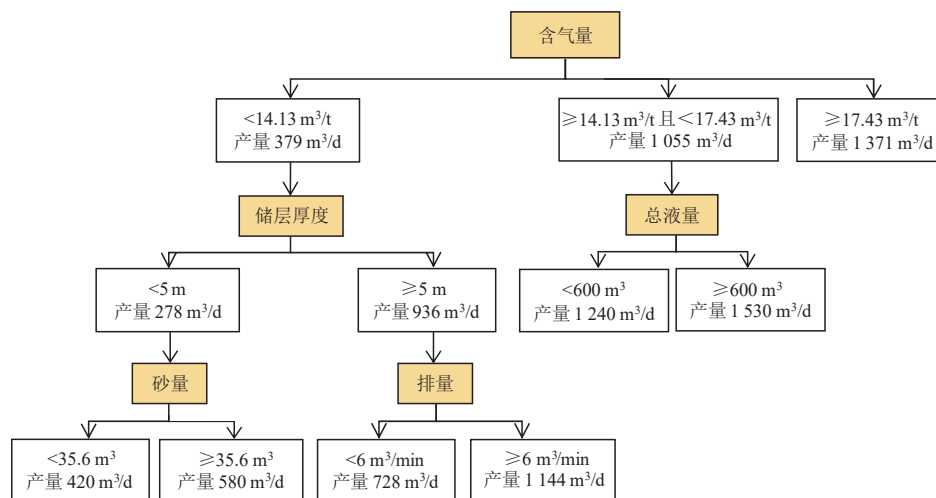 含气量
<14.13 m³/t
产量 379 m³/d
≥14.13 m³/t 且＜17.43 m³/t
产量 1 055 m³/d
≥17.43 m³/t
产量 1 371 m³/d
储层厚度
总液量
<5 m
产量 278 m³/d
≥5 m
产量 936 m³/d
<600 m³
产量 1 240 m³/d
≥600 m³
产量 1 530 m³/d
砂量
排量
<35.6 m³
产量 420 m³/d
≥35.6 m³
产量 580 m³/d
<6 m³/min
产量 728 m³/d
≥6 m³/min
产量 1 144 m³/d